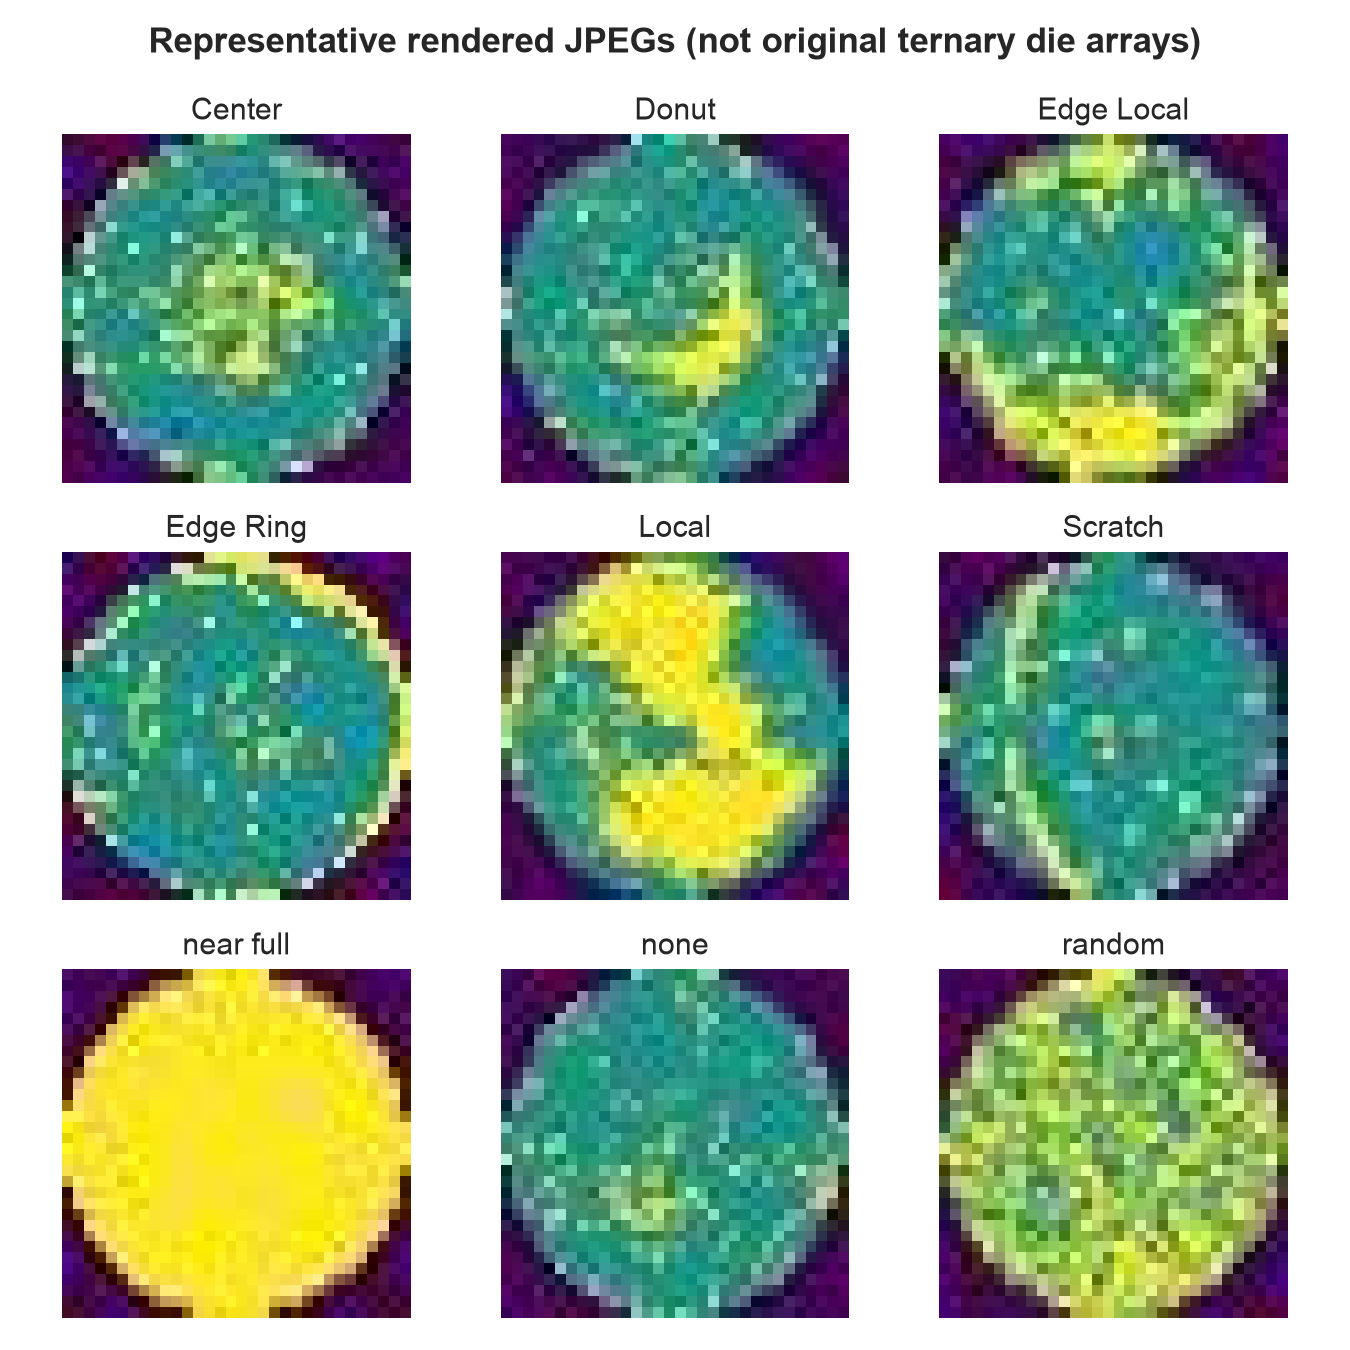 Representative rendered JPEGs (not original ternary die arrays)
Center
Donut
Edge Local
Edge Ring
Local
Scratch
near full
none
random